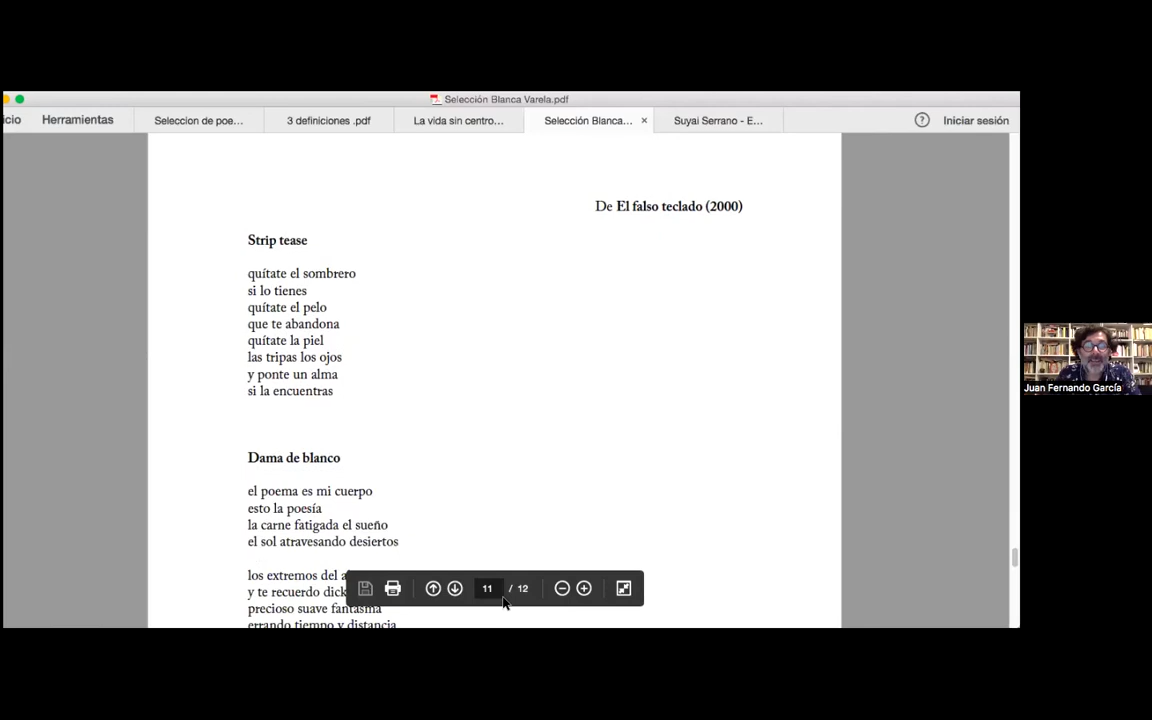 Selección Blanca Varela.pdf
icio Herramientas Seleccion de poe... 3 definiciones .pdf La vida sin centro... Selección Blanca... × Suyai Serrano - E... ? Iniciar sesión
De El falso teclado (2000)
Strip tease
quítate el sombrero
si lo tienes
quítate el pelo
que te abandona
quítate la piel
las tripas los ojos
y ponte un alma
si la encuentras
Dama de blanco
el poema es mi cuerpo
esto la poesía
la carne fatigada el sueño
el sol atravesando desiertos
los extremos del a
y te recuerdo dick
precioso suave fantasma
errando tiempo y distancia
11 / 12
Juan Fernando García